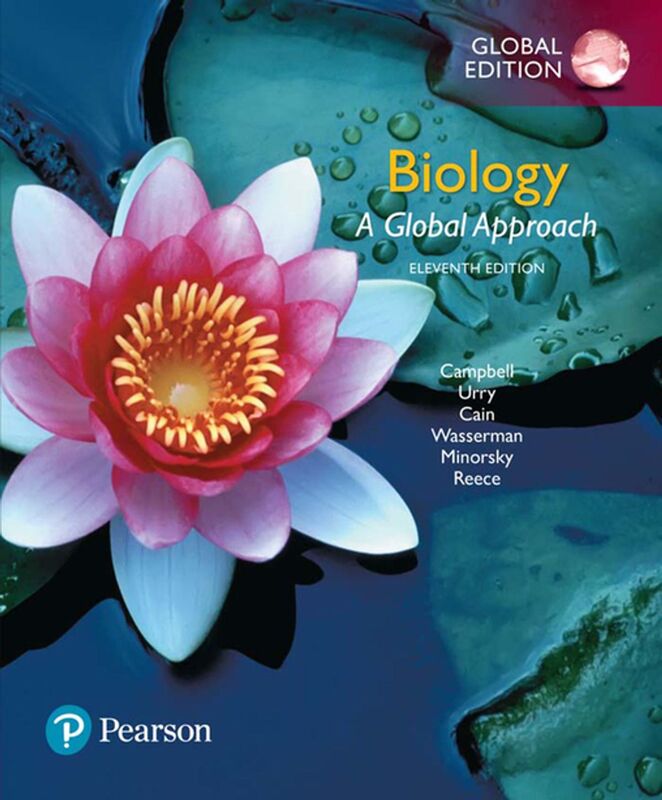 GLOBAL
EDITION
Biology
A Global Approach
ELEVENTH EDITION
Campbell
Urry
Cain
Wasserman
Minorsky
Reece
P
Pearson